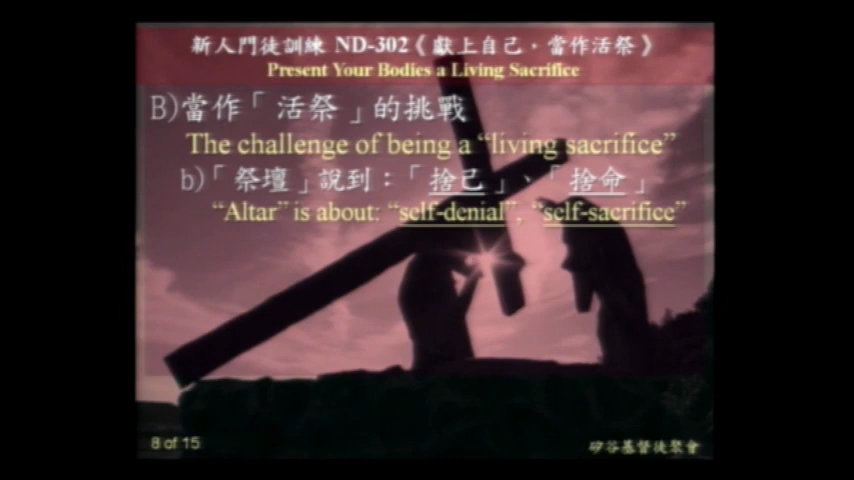 新人門徒訓練 ND-302《獻上自己，當作活祭》
Present Your Bodies a Living Sacrifice
B)當作「活祭」的挑戰
The challenge of being a “living sacrifice”
b)「祭壇」說到：「捨己」、「捨命」
“Altar” is about: “self-denial”, “self-sacrifice”
8 of 15
矽谷基督徒聚會